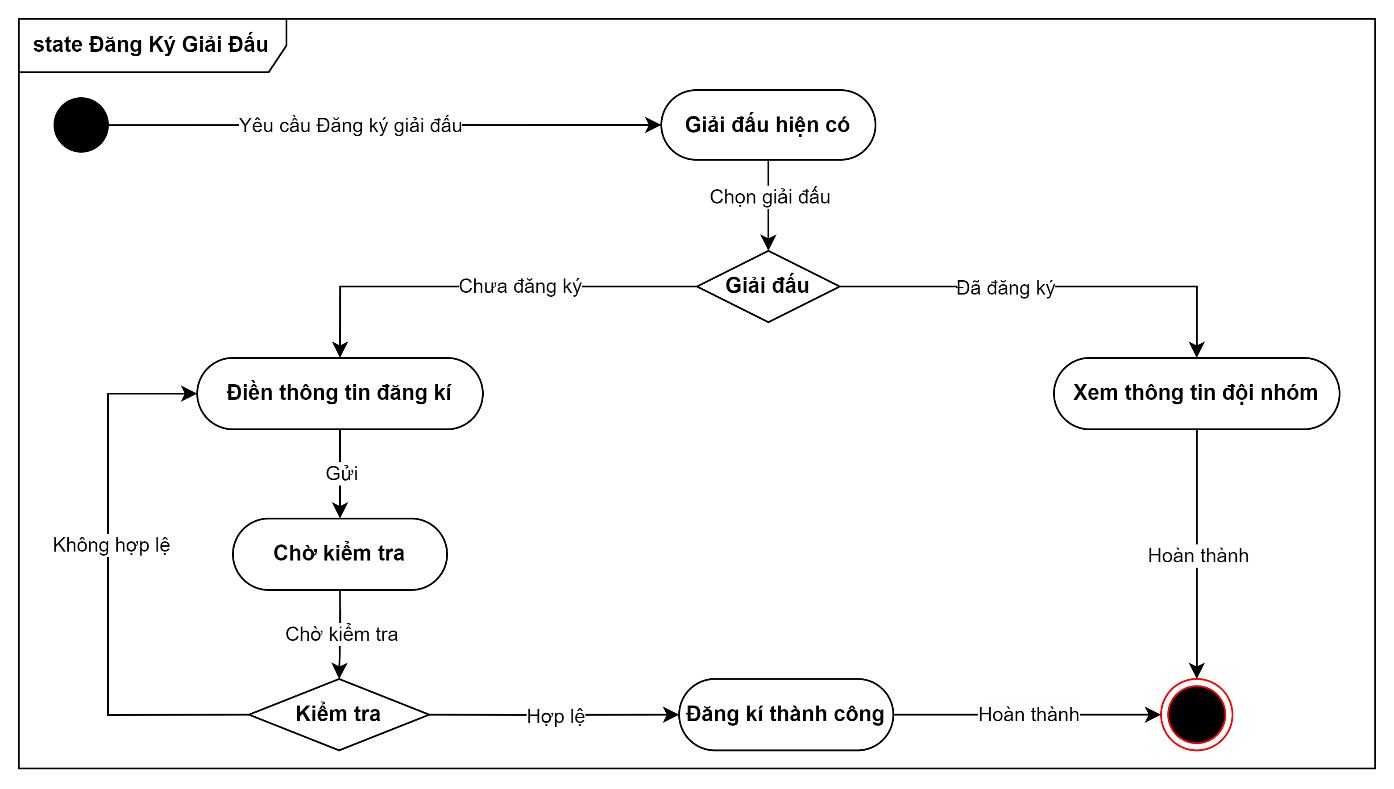 state Đăng Ký Giải Đấu
Yêu cầu Đăng ký giải đấu
Giải đấu hiện có
Chọn giải đấu
Giải đấu
Chưa đăng ký
Đã đăng ký
Điền thông tin đăng kí
Xem thông tin đội nhóm
Gửi
Không hợp lệ
Chờ kiểm tra
Hoàn thành
Chờ kiểm tra
Kiểm tra
Hợp lệ
Đăng kí thành công
Hoàn thành